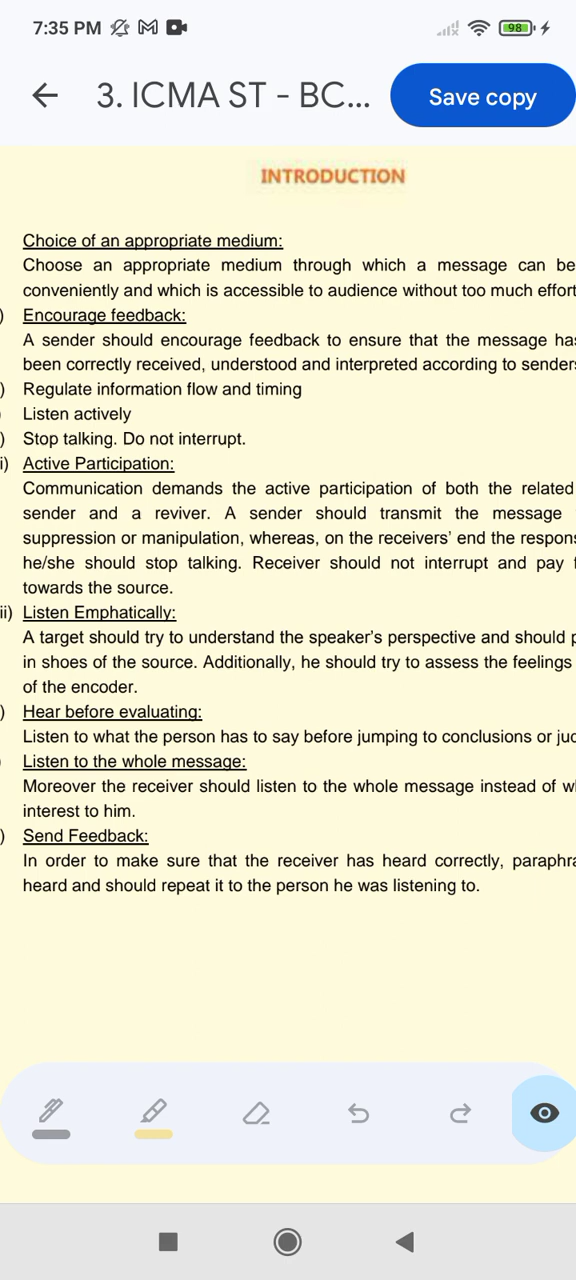 7:35 PM
98
3. ICMA ST - BC...
Save copy
INTRODUCTION
Choice of an appropriate medium:
Choose an appropriate medium through which a message can be
conveniently and which is accessible to audience without too much effort
) Encourage feedback:
A sender should encourage feedback to ensure that the message has
been correctly received, understood and interpreted according to senders
) Regulate information flow and timing
) Listen actively
) Stop talking. Do not interrupt.
i) Active Participation:
Communication demands the active participation of both the related
sender and a reviver. A sender should transmit the message
suppression or manipulation, whereas, on the receivers' end the respons
he/she should stop talking. Receiver should not interrupt and pay f
towards the source.
ii) Listen Emphatically:
A target should try to understand the speaker's perspective and should p
in shoes of the source. Additionally, he should try to assess the feelings
of the encoder.
) Hear before evaluating:
Listen to what the person has to say before jumping to conclusions or jud
) Listen to the whole message:
Moreover the receiver should listen to the whole message instead of wh
interest to him.
) Send Feedback:
In order to make sure that the receiver has heard correctly, paraphra
heard and should repeat it to the person he was listening to.